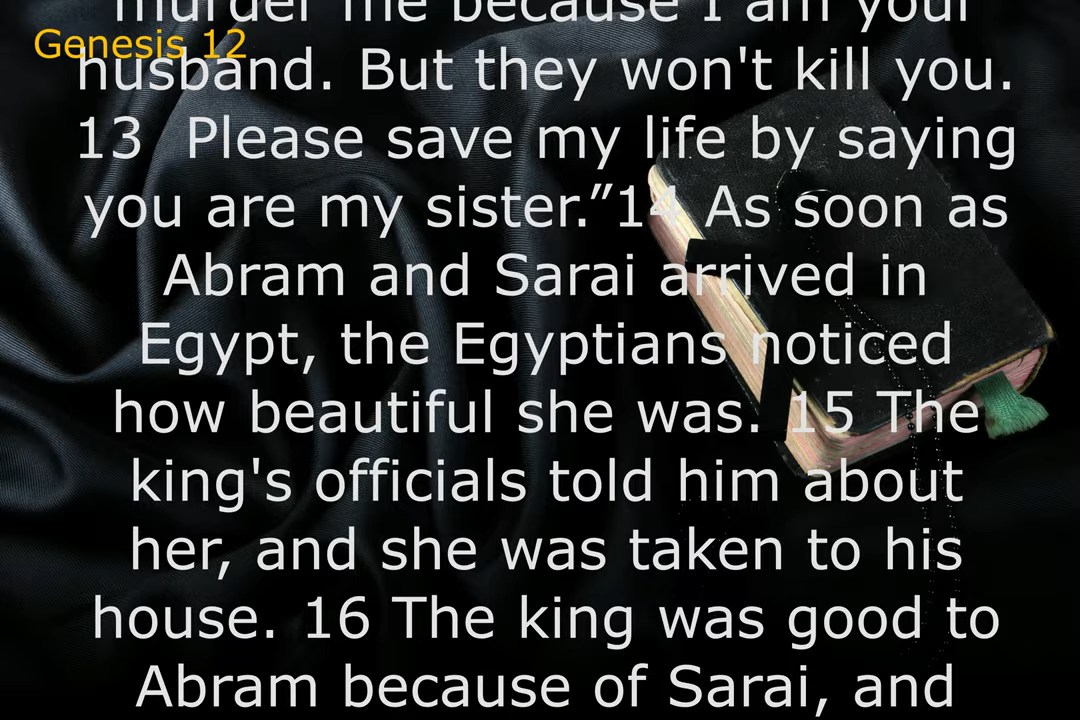 murder me because I am your
Genesis 12
husband. But they won't kill you.
13 Please save my life by saying
you are my sister.”14 As soon as
Abram and Sarai arrived in
Egypt, the Egyptians noticed
how beautiful she was. 15 The
king's officials told him about
her, and she was taken to his
house. 16 The king was good to
Abram because of Sarai, and